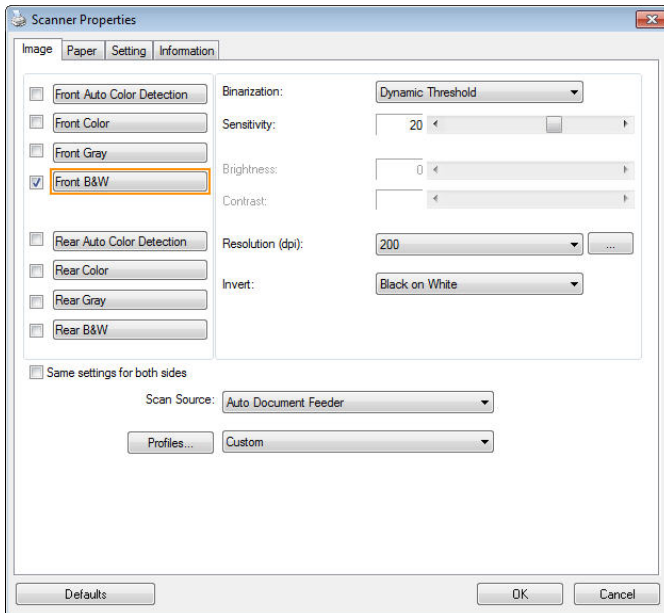 Scanner Properties
Image Paper Setting Information
Front Auto Color Detection
Front Color
Front Gray
Front B&W
Rear Auto Color Detection
Rear Color
Rear Gray
Rear B&W
Binarization: Dynamic Threshold
Sensitivity: 20
Brightness: 0
Contrast:
Resolution (dpi): 200 ...
Invert: Black on White
Same settings for both sides
Scan Source: Auto Document Feeder
Profiles... Custom
Defaults OK Cancel